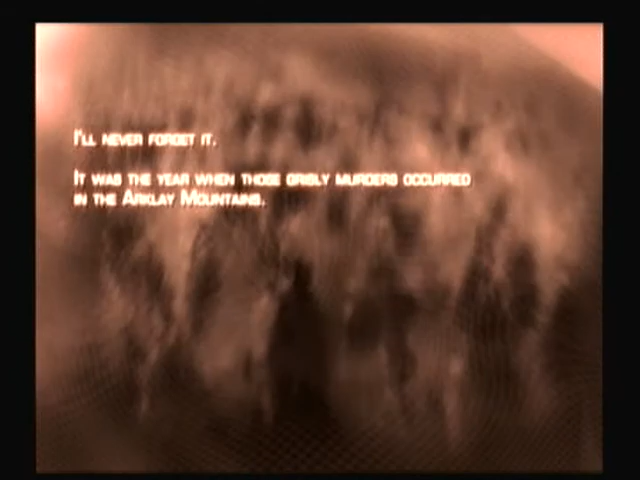 I'll never forget it.
It was the year when those grisly murders occurred
in the Arklay Mountains.